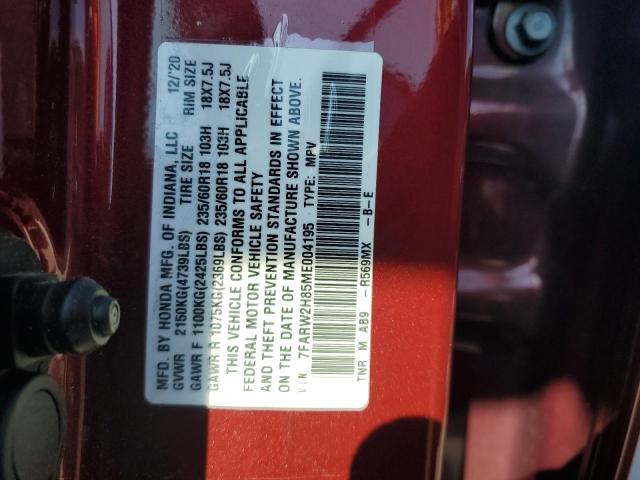 MFD. BY HONDA MFG. OF INDIANA, LLC 12/'20
GVWR 2150KG(4739LBS) TIRE SIZE RIM SIZE
GAWR F 1100KG(2425LBS) 235/60R18 103H 18X7.5J
GAWR R 1075KG(2369LBS) 235/60R18 103H 18X7.5J
THIS VEHICLE CONFORMS TO ALL APPLICABLE
FEDERAL MOTOR VEHICLE SAFETY
AND THEFT PREVENTION STANDARDS IN EFFECT
ON THE DATE OF MANUFACTURE SHOWN ABOVE.
VIN 7FARW2H85ME004195 TYPE: MPV
TNR M AB9 -R569MX -B-E